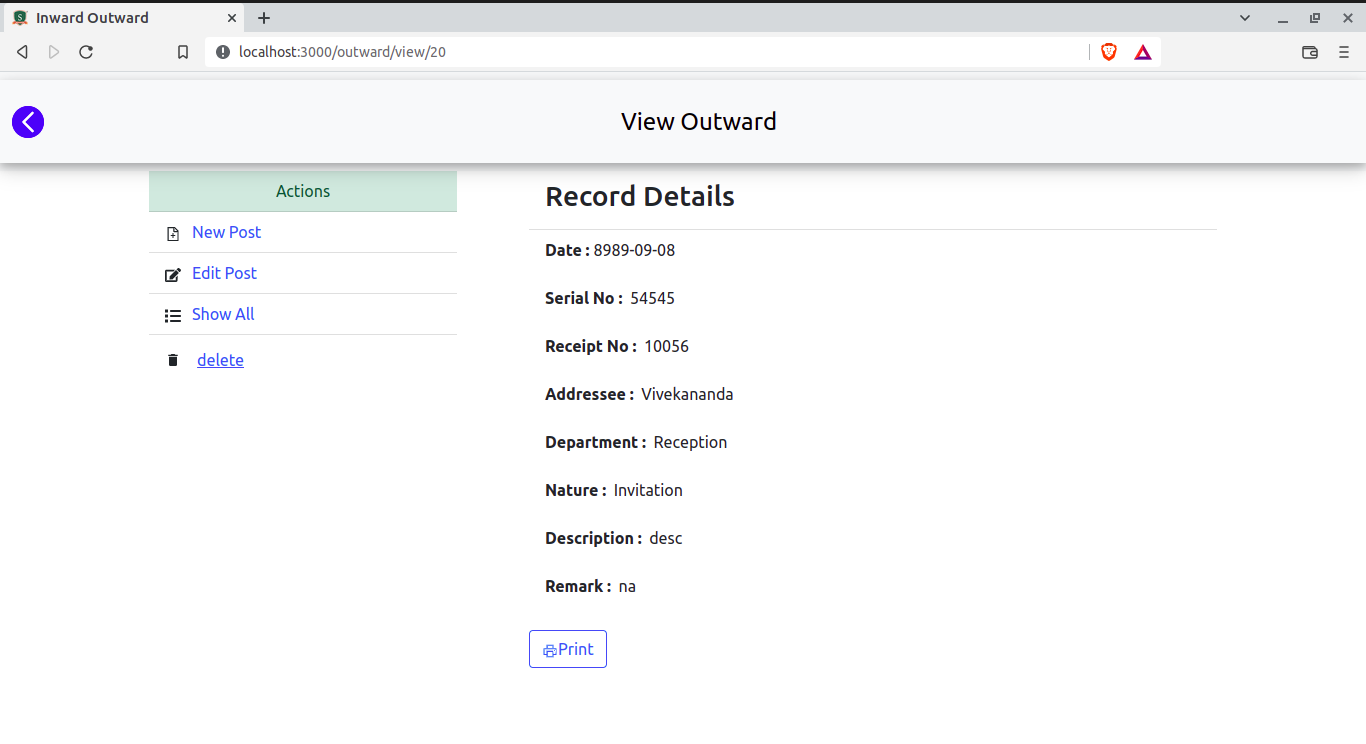 Inward Outward
localhost:3000/outward/view/20
View Outward
Actions
New Post
Edit Post
Show All
delete
Record Details
Date : 8989-09-08
Serial No : 54545
Receipt No : 10056
Addressee : Vivekananda
Department : Reception
Nature : Invitation
Description : desc
Remark : na
Print